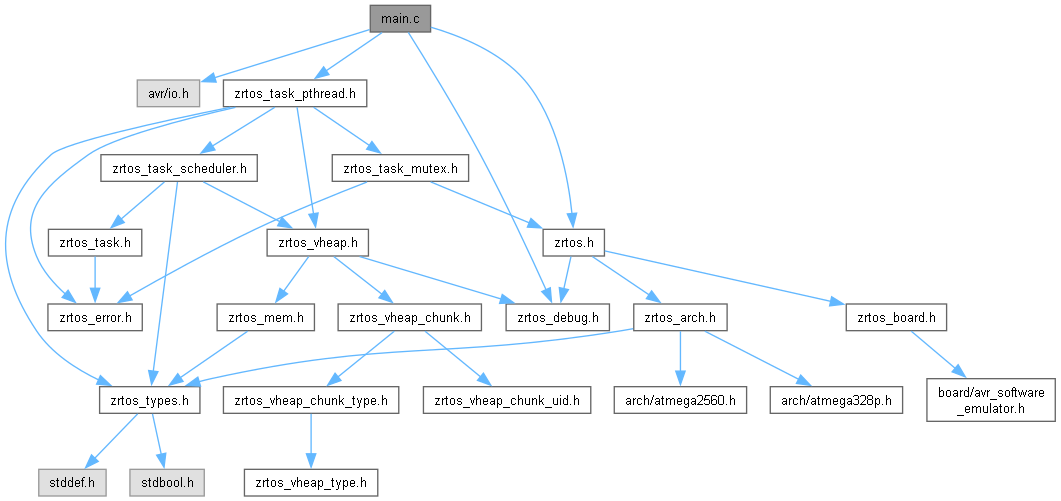 main.c
avr/io.h
zrtos_task_pthread.h
zrtos_task_scheduler.h
zrtos_task_mutex.h
zrtos_task.h
zrtos_vheap.h
zrtos.h
zrtos_error.h
zrtos_mem.h
zrtos_vheap_chunk.h
zrtos_debug.h
zrtos_arch.h
zrtos_board.h
zrtos_types.h
zrtos_vheap_chunk_type.h
zrtos_vheap_chunk_uid.h
arch/atmega2560.h
arch/atmega328p.h
board/avr_software
_emulator.h
stddef.h
stdbool.h
zrtos_vheap_type.h